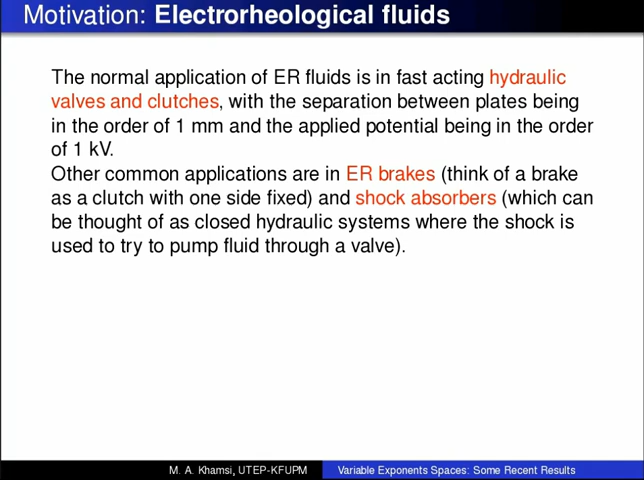 Motivation: Electrorheological fluids
The normal application of ER fluids is in fast acting hydraulic
valves and clutches, with the separation between plates being
in the order of 1 mm and the applied potential being in the order
of 1 kV.
Other common applications are in ER brakes (think of a brake
as a clutch with one side fixed) and shock absorbers (which can
be thought of as closed hydraulic systems where the shock is
used to try to pump fluid through a valve).
M. A. Khamsi, UTEP-KFUPM Variable Exponents Spaces: Some Recent Results